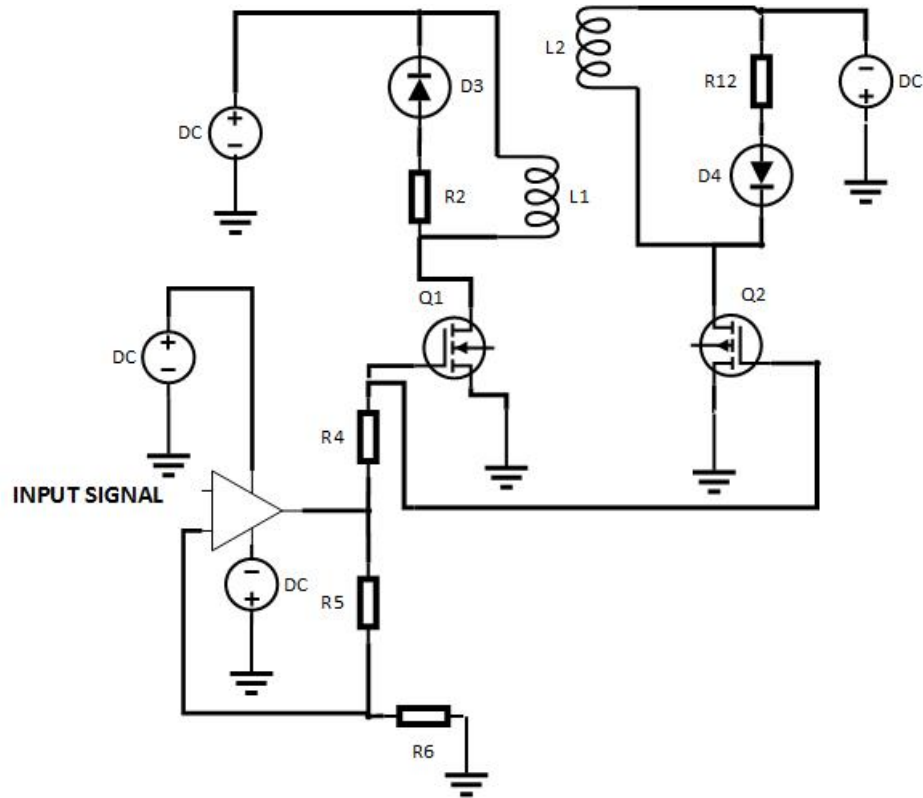 L2
D3
R12
DC
DC
D4
R2
L1
Q1
Q2
DC
R4
INPUT SIGNAL
DC
R5
R6